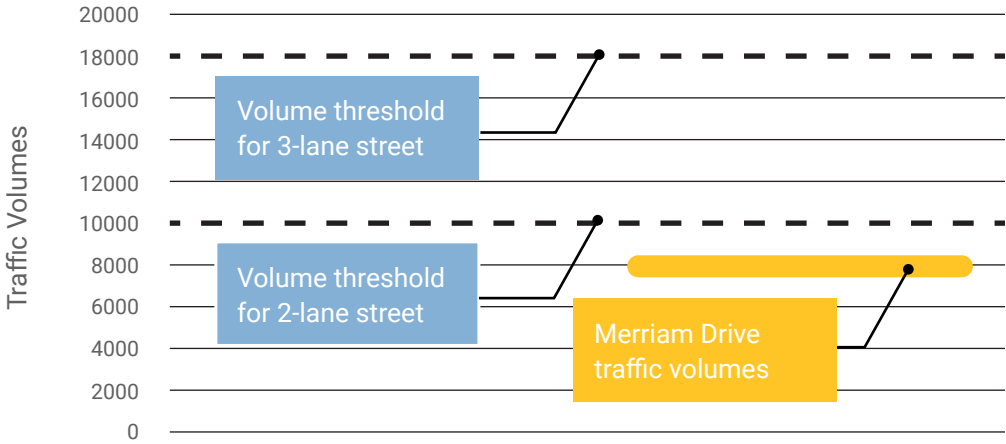 Traffic Volumes
20000
18000
16000
14000
12000
10000
8000
6000
4000
2000
0
Volume threshold
for 3-lane street
Volume threshold
for 2-lane street
Merriam Drive
traffic volumes